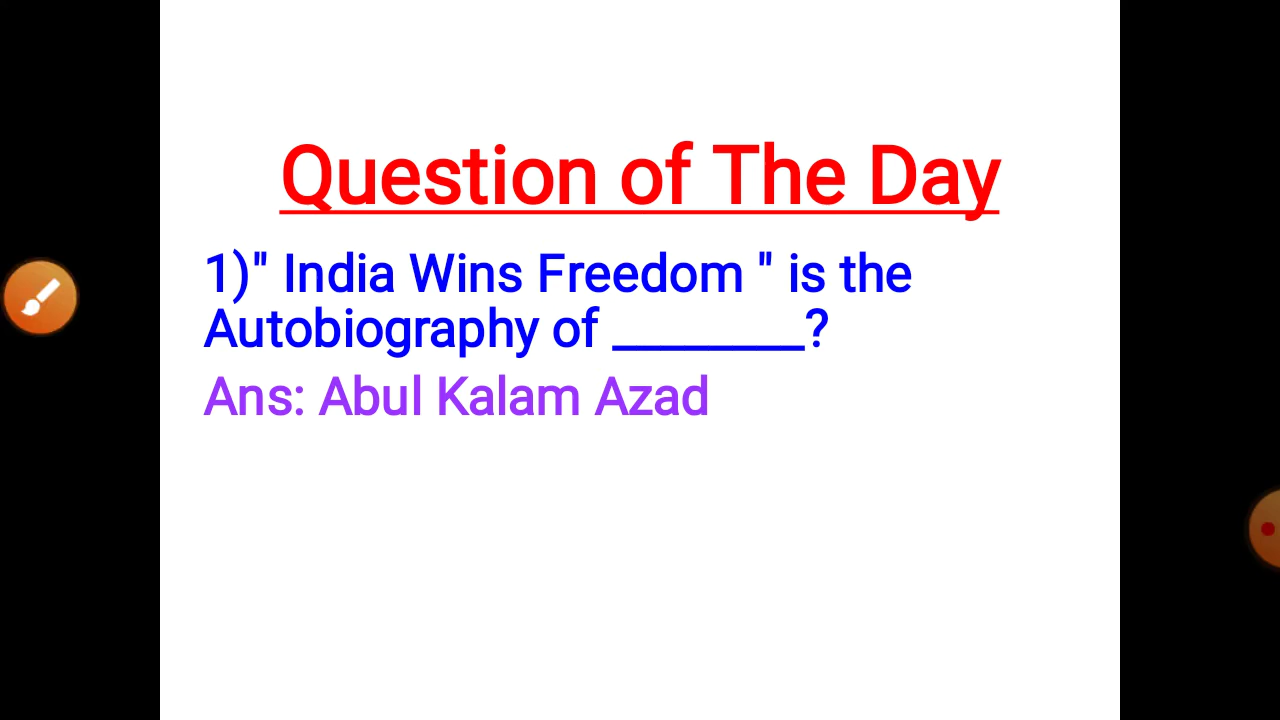 Question of The Day
1)" India Wins Freedom " is the
Autobiography of ________?
Ans: Abul Kalam Azad